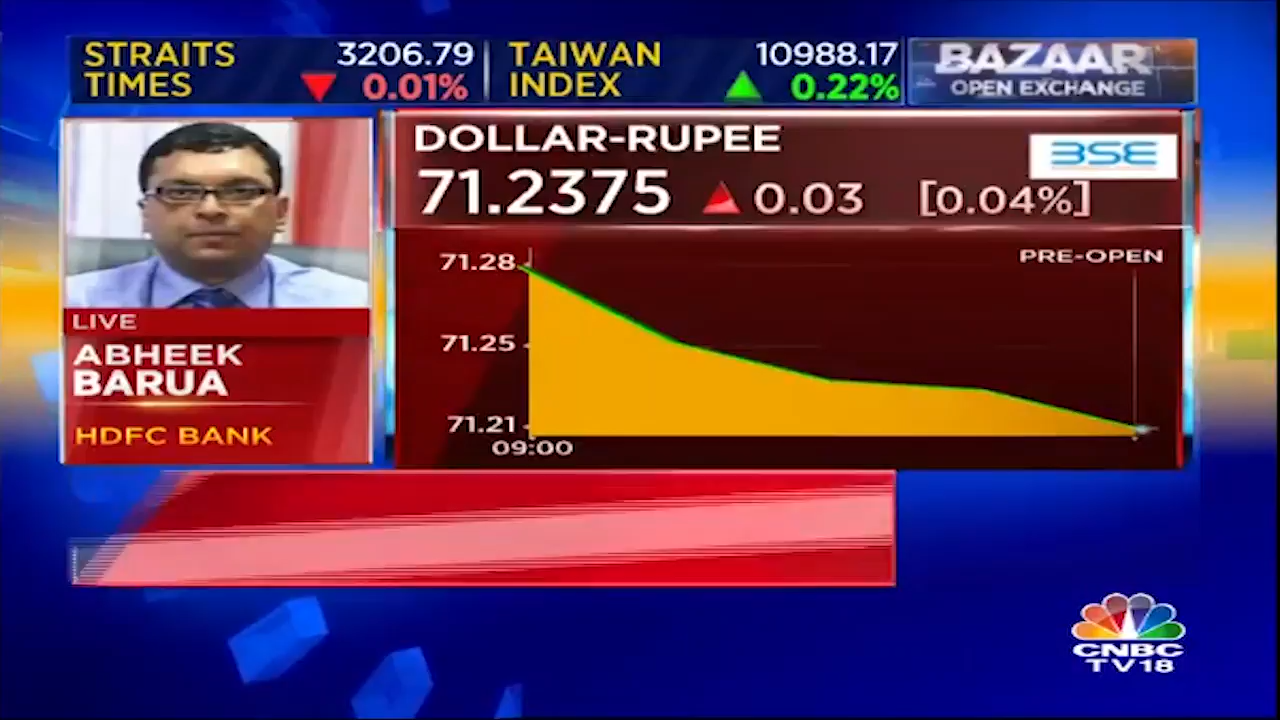 STRAITS TIMES
3206.79
▼ 0.01%
TAIWAN INDEX
10988.17
▲ 0.22%
BAZAAR
OPEN EXCHANGE
DOLLAR-RUPEE
71.2375 ▲ 0.03 [0.04%]
BSE
PRE-OPEN
71.28
71.25
71.21
09:00
LIVE
ABHEEK
BARUA
HDFC BANK
CNBC
TV18